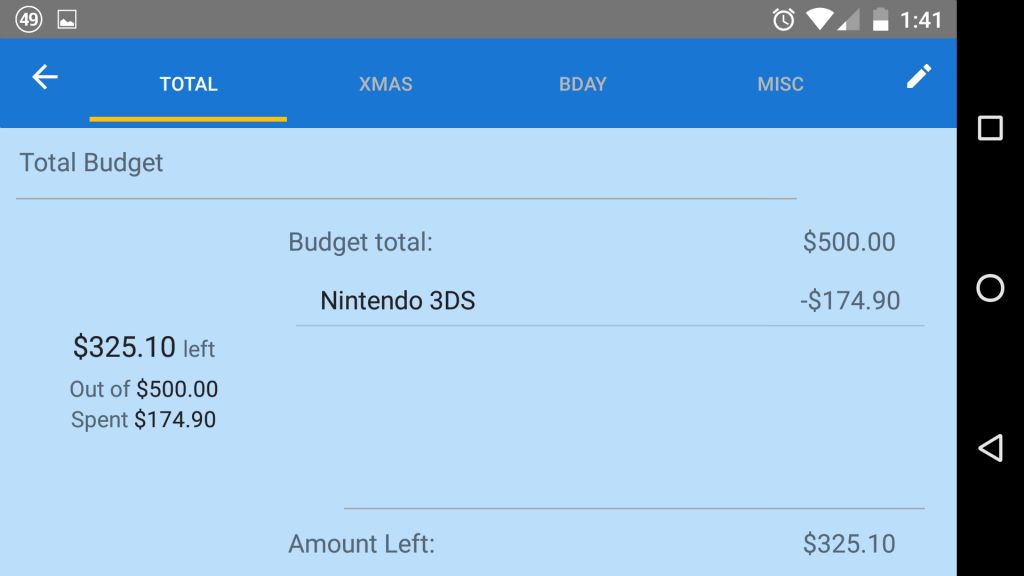 49 1:41
TOTAL XMAS BDAY MISC
Total Budget
Budget total: $500.00
Nintendo 3DS -$174.90
$325.10 left
Out of $500.00
Spent $174.90
Amount Left: $325.10